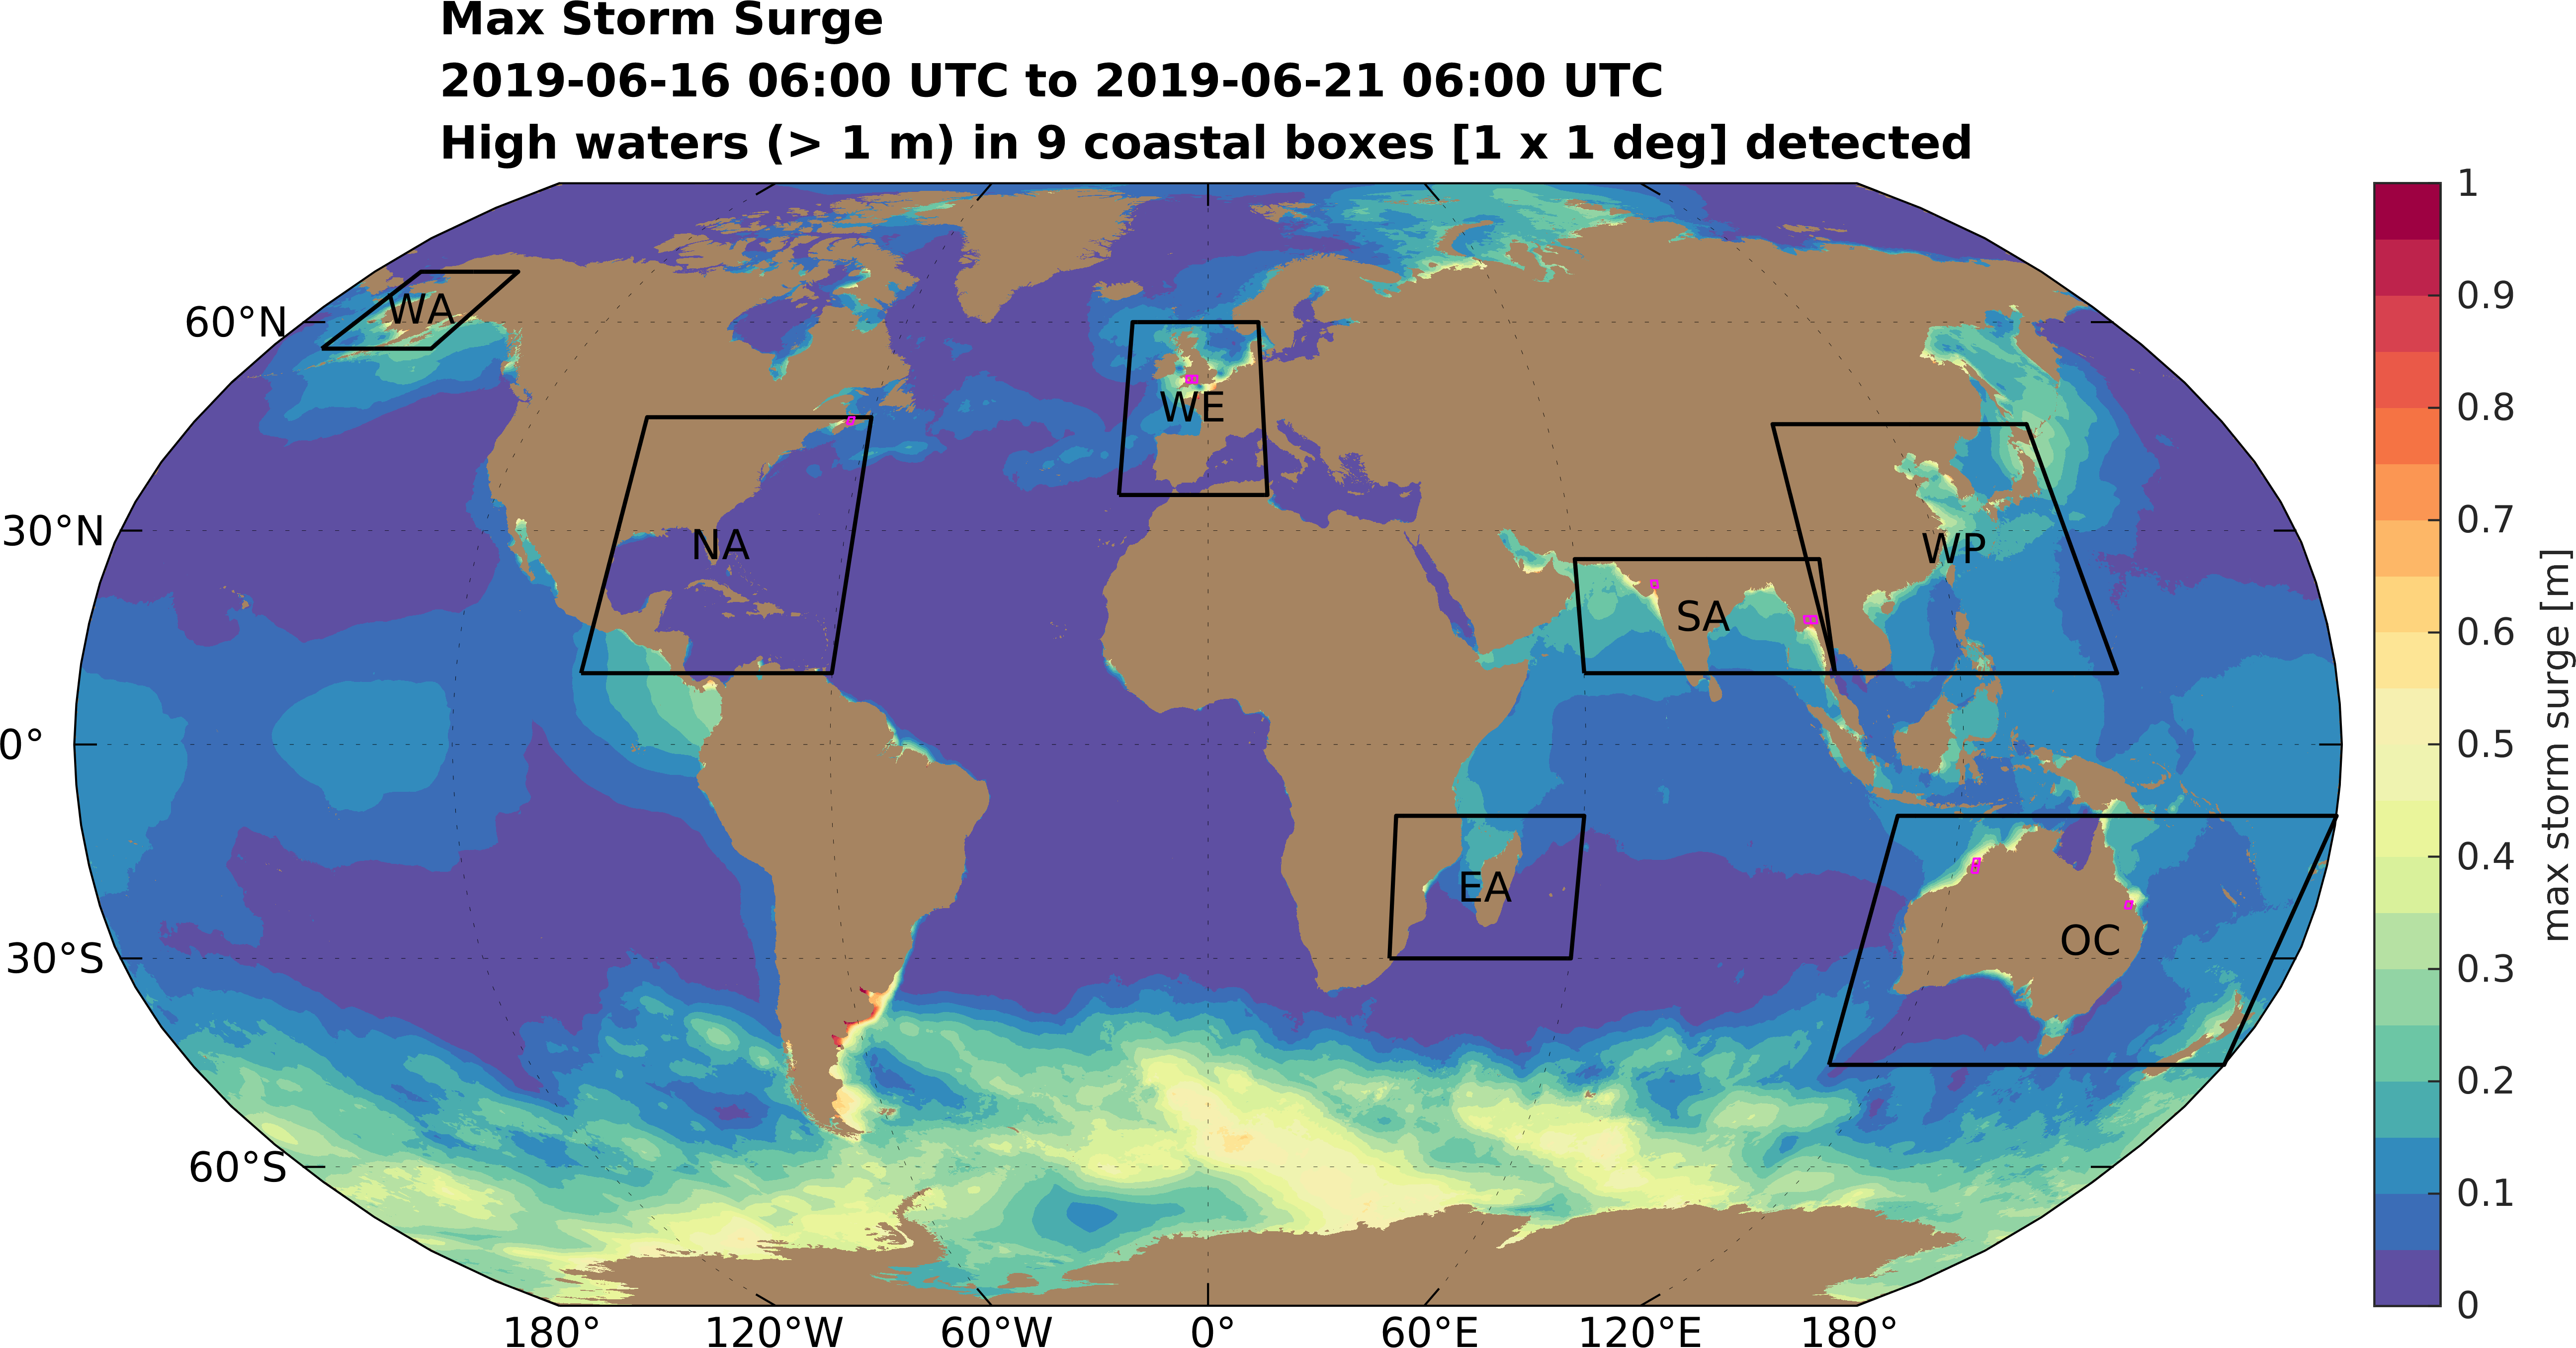 Max Storm Surge
2019-06-16 06:00 UTC to 2019-06-21 06:00 UTC
High waters (> 1 m) in 9 coastal boxes [1 x 1 deg] detected
60°N
30°N
0°
30°S
60°S
WA
NA
WE
SA
WP
EA
OC
180°
120°W
60°W
0°
60°E
120°E
180°
1
0.9
0.8
0.7
0.6
0.5
0.4
0.3
0.2
0.1
0
max storm surge [m]